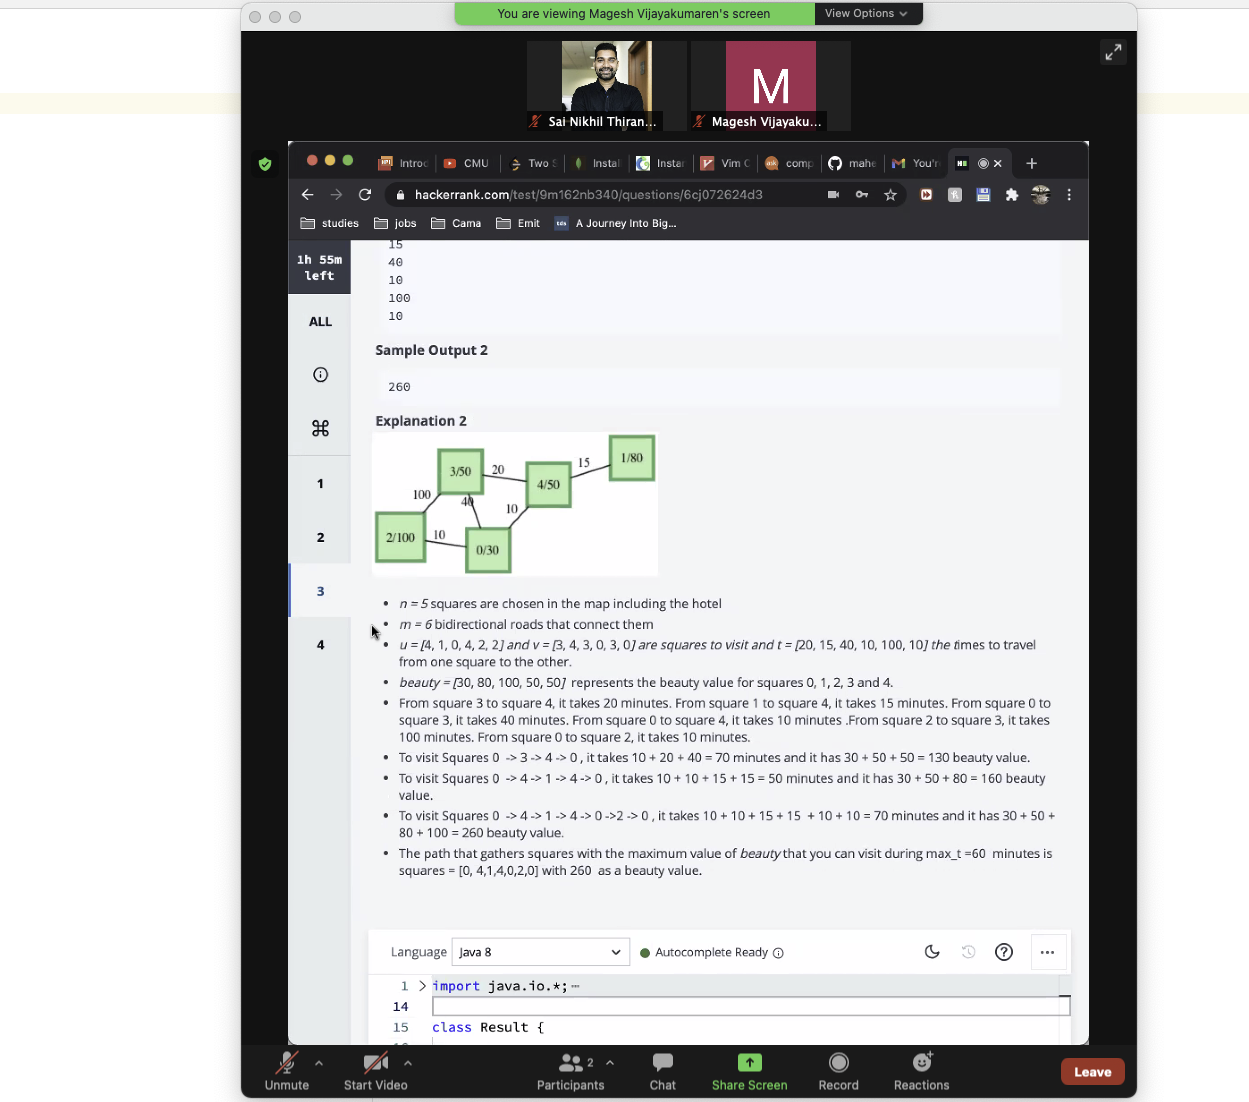 You are viewing Magesh Vijayakumaren's screen
View Options
Sai Nikhil Thiran...
Magesh Vijayaku...
M
Introc
CMU
Two S
Instal
Instar
Vim C
comp
mahe
You'r
hackerrank.com/test/9m162nb340/questions/6cj072624d3
studies
jobs
Cama
Emit
tds
A Journey Into Big...
1h 55m
left
ALL
1
2
3
4
15
40
10
100
10
Sample Output 2
260
Explanation 2
3/50
20
4/50
15
1/80
100
40
10
2/100
10
0/30
• n = 5 squares are chosen in the map including the hotel
• m = 6 bidirectional roads that connect them
• u = [4, 1, 0, 4, 2, 2] and v = [3, 4, 3, 0, 3, 0] are squares to visit and t = [20, 15, 40, 10, 100, 10] the times to travel
from one square to the other.
• beauty = [30, 80, 100, 50, 50] represents the beauty value for squares 0, 1, 2, 3 and 4.
• From square 3 to square 4, it takes 20 minutes. From square 1 to square 4, it takes 15 minutes. From square 0 to
square 3, it takes 40 minutes. From square 0 to square 4, it takes 10 minutes .From square 2 to square 3, it takes
100 minutes. From square 0 to square 2, it takes 10 minutes.
• To visit Squares 0 -> 3 -> 4 -> 0 , it takes 10 + 20 + 40 = 70 minutes and it has 30 + 50 + 50 = 130 beauty value.
• To visit Squares 0 -> 4 -> 1 -> 4 -> 0 , it takes 10 + 10 + 15 + 15 = 50 minutes and it has 30 + 50 + 80 = 160 beauty
value.
• To visit Squares 0 -> 4 -> 1 -> 4 -> 0 ->2 -> 0 , it takes 10 + 10 + 15 + 15 + 10 + 10 = 70 minutes and it has 30 + 50 +
80 + 100 = 260 beauty value.
• The path that gathers squares with the maximum value of beauty that you can visit during max_t =60 minutes is
squares = [0, 4,1,4,0,2,0] with 260 as a beauty value.
Language
Java 8
Autocomplete Ready
1 import java.io.*;
14
15 class Result {
Unmute
Start Video
2
Participants
Chat
Share Screen
Record
Reactions
Leave